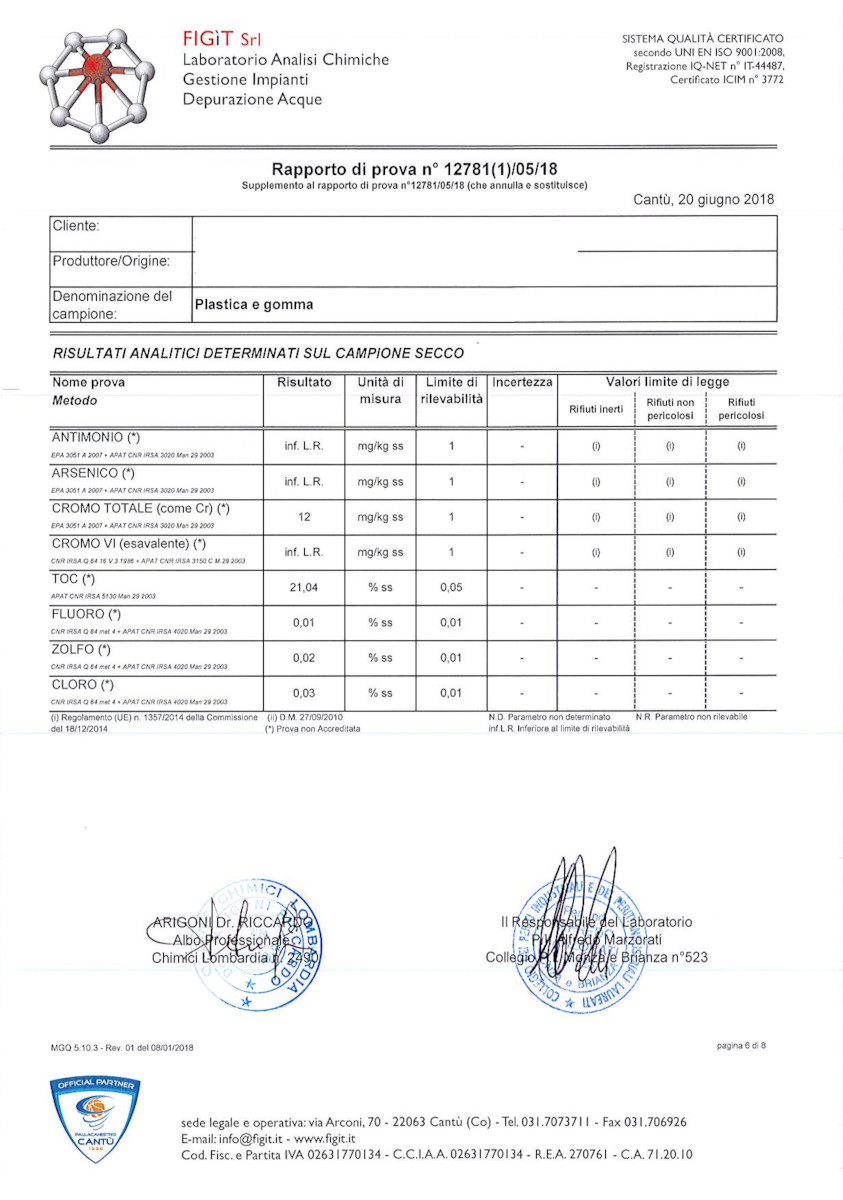 FIGiT Srl
Laboratorio Analisi Chimiche
Gestione Impianti
Depurazione Acque
SISTEMA QUALITÀ CERTIFICATO
secondo UNI EN ISO 9001:2008,
Registrazione IQ-NET n° IT-44487,
Certificato ICIM n° 3772
Rapporto di prova n° 12781(1)/05/18
Supplemento al rapporto di prova n°12781/05/18 (che annulla e sostituisce)
Cantù, 20 giugno 2018
Cliente:
Produttore/Origine:
Denominazione del
campione:
Plastica e gomma
RISULTATI ANALITICI DETERMINATI SUL CAMPIONE SECCO
Nome prova Risultato Unità di Limite di Incertezza Valori limite di legge
Metodo misura rilevabilità Rifiuti inerti Rifiuti non pericolosi Rifiuti pericolosi
ANTIMONIO (*) inf. L.R. mg/kg ss 1 - (i) (i) (i)
EPA 3051 A 2007 + APAT CNR IRSA 3020 Man 29 2003
ARSENICO (*) inf. L.R. mg/kg ss 1 - (i) (i) (i)
EPA 3051 A 2007 + APAT CNR IRSA 3020 Man 29 2003
CROMO TOTALE (come Cr) (*) 12 mg/kg ss 1 - (i) (i) (i)
EPA 3051 A 2007 + APAT CNR IRSA 3020 Man 29 2003
CROMO VI (esavalente) (*) inf. L.R. mg/kg ss 1 - (i) (i) (i)
CNR IRSA Q 64 16 V.3 1986 + APAT CNR IRSA 3150 C M.29 2003
TOC (*) 21,04 % ss 0,05 - - - -
APAT CNR IRSA 5130 Man 29 2003
FLUORO (*) 0,01 % ss 0,01 - - - -
CNR IRSA Q 64 met 4 + APAT CNR IRSA 4020 Man 29 2003
ZOLFO (*) 0,02 % ss 0,01 - - - -
CNR IRSA Q 64 met 4 + APAT CNR IRSA 4020 Man 29 2003
CLORO (*) 0,03 % ss 0,01 - - - -
CNR IRSA Q 64 met 4 + APAT CNR IRSA 4020 Man 29 2003
(i) Regolamento (UE) n. 1357/2014 della Commissione (ii) D.M. 27/09/2010 N.D. Parametro non determinato N.R. Parametro non rilevabile
del 18/12/2014 (*) Prova non Accreditata inf.L.R. Inferiore al limite di rilevabilità
ARIGONI Dr. RICCARDO
Albo Professionale
Chimici Lombardia n. 2490
CHIMICI LOMBARDIA
Il Responsabile del Laboratorio
P.I. Alfredo Marzorati
Collegio P.I. Monza e Brianza n°523
MGQ 5.10.3 - Rev. 01 del 08/01/2018
pagina 6 di 8
OFFICIAL PARTNER
PALLACANESTRO
CANTÙ
sede legale e operativa: via Arconi, 70 - 22063 Cantù (Co) - Tel. 031.7073711 - Fax 031.706926
E-mail: info@figit.it - www.figit.it
Cod. Fisc. e Partita IVA 02631770134 - C.C.I.A.A. 02631770134 - R.E.A. 270761 - C.A. 71.20.10